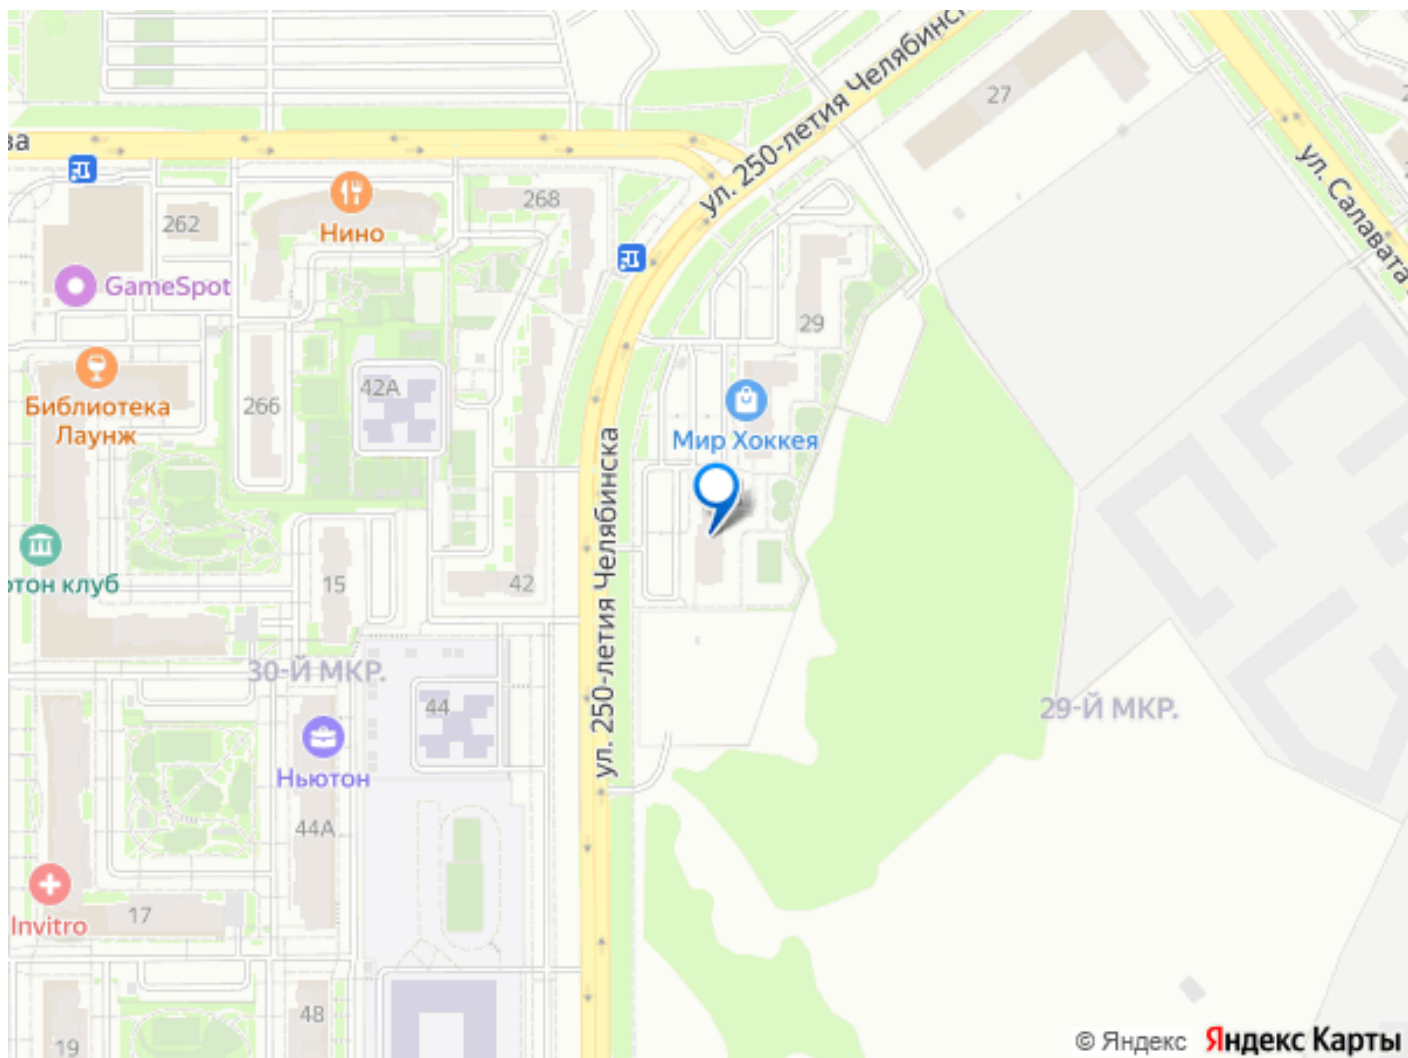 ва
ул. 250-летия Челябинска
27
ул. Салавата
268
262
Нино
GameSpot
29
42А
266
Библиотека
Лаунж
Мир Хоккея
ул. 250-летия Челябинска
тон клуб
15
42
30-Й МКР.
44
29-Й МКР.
Ньютон
44А
Invitro
17
48
19
© Яндекс Яндекс Карты